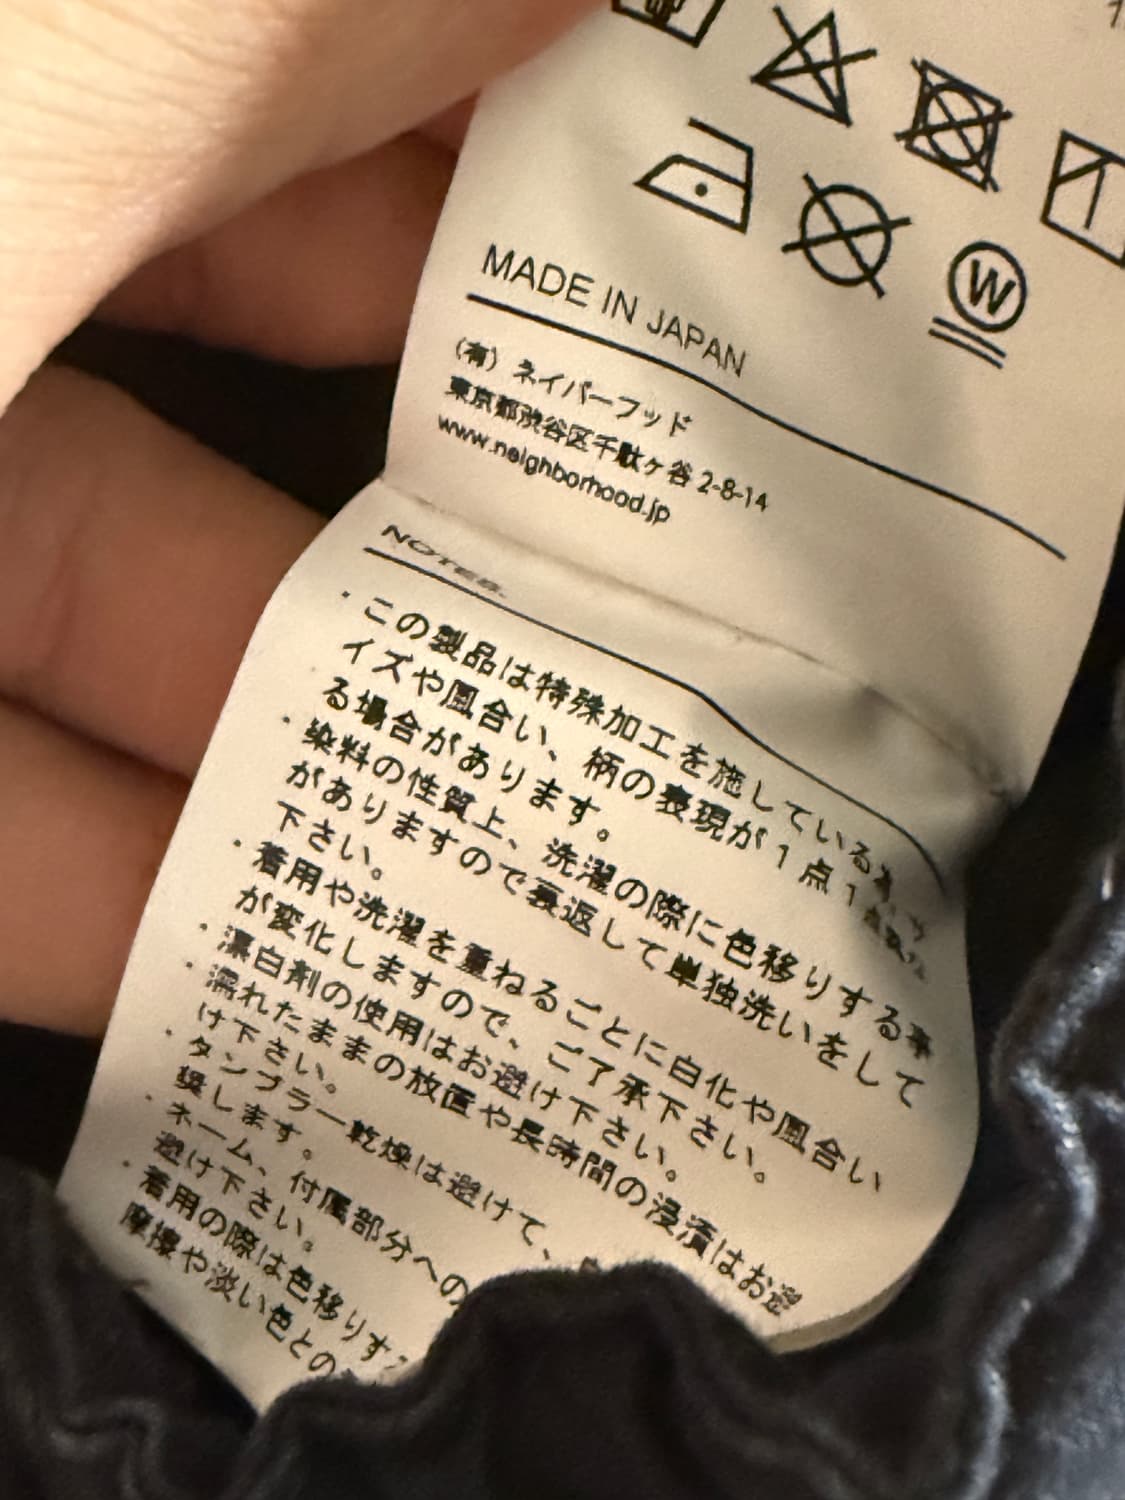 W
MADE IN JAPAN
(有) ネイバーフッド
東京都渋谷区千駄ヶ谷 2-8-14
www.neighborhood.jp
NOTES.
・この製品は特殊加工を施している為、サ
イズや風合い、柄の表現が1点1点異な
る場合があります。
・染料の性質上、洗濯の際に色移りする事
がありますので裏返して単独洗いをして
下さい。
・着用や洗濯を重ねるごとに白化や風合い
が変化しますので、ご了承下さい。
・漂白剤の使用はお避け下さい。
・濡れたままの放置や長時間の浸漬はお避
け下さい。
・タンブラー乾燥は避けて、
奨します。
・ネーム、付属部分への
避け下さい。
・着用の際は色移りする
摩擦や淡い色との